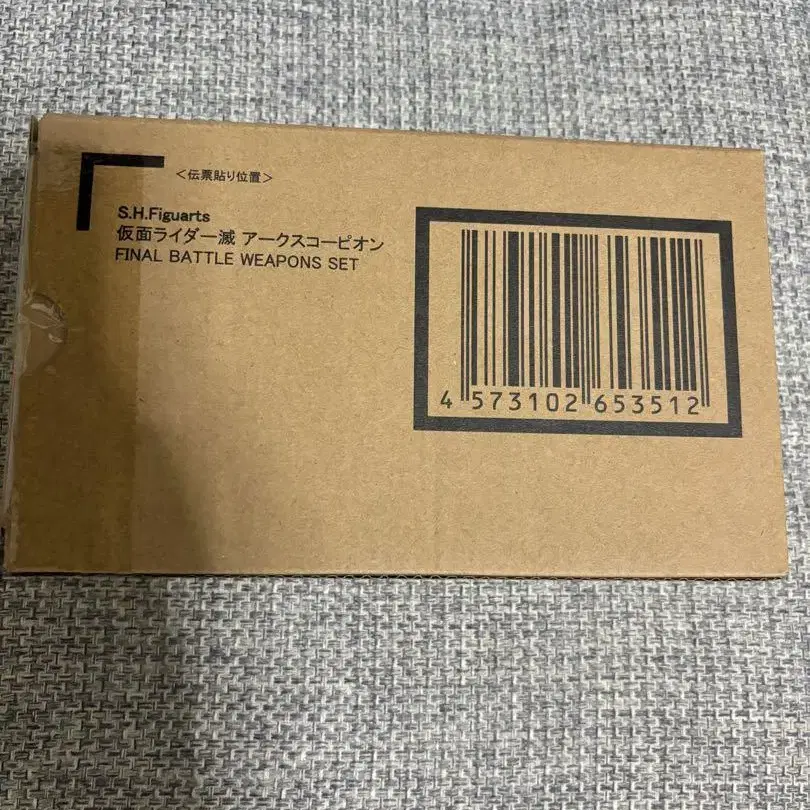 <伝票貼り位置>
S.H.Figuarts
仮面ライダー滅 アークスコーピオン
FINAL BATTLE WEAPONS SET
4 573102 653512